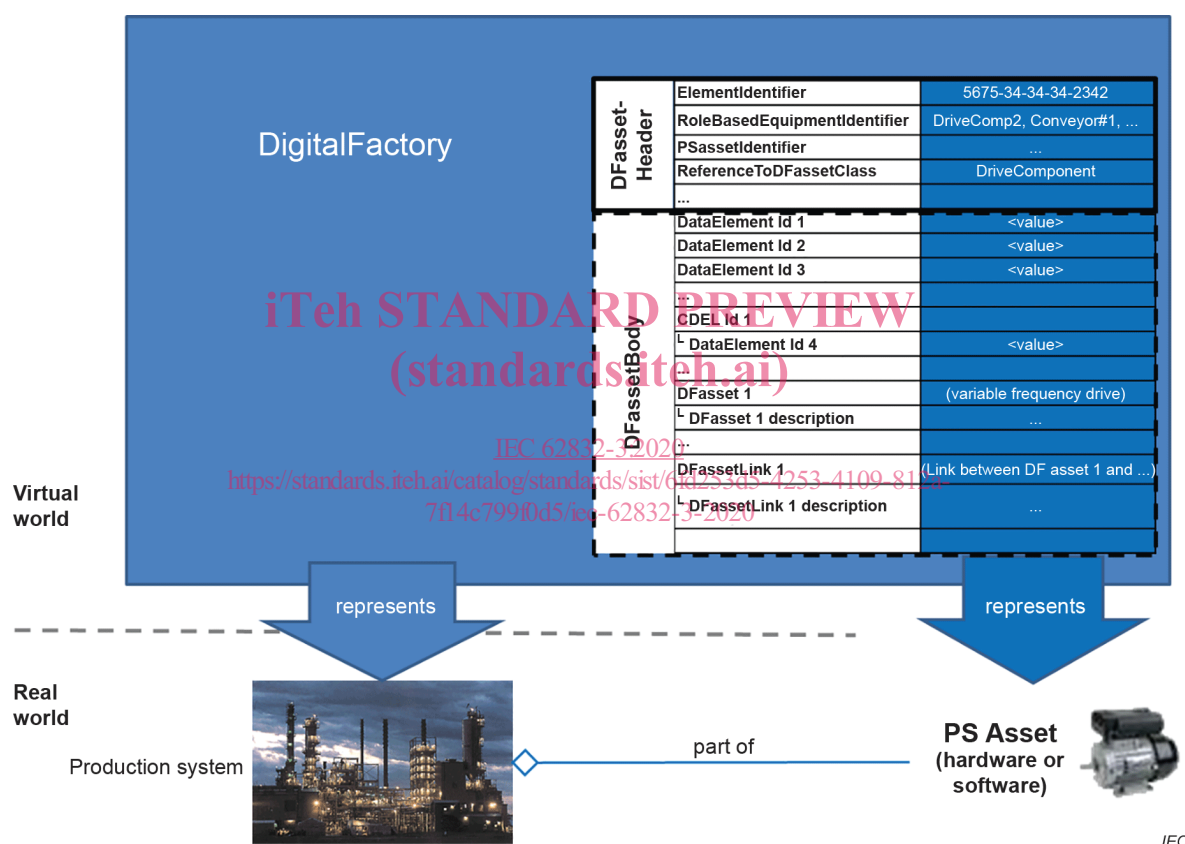 DigitalFactory
DFasset-
Header
ElementIdentifier 5675-34-34-34-2342
RoleBasedEquipmentIdentifier DriveComp2, Conveyor#1, ...
PSassetIdentifier ...
ReferenceToDFassetClass DriveComponent
...
DFassetBody
DataElement Id 1 <value>
DataElement Id 2 <value>
DataElement Id 3 <value>
...
CDEL Id 1
└ DataElement Id 4 <value>
...
DFasset 1 (variable frequency drive)
└ DFasset 1 description ...
...
DFassetLink 1 (Link between DF asset 1 and ...)
└ DFassetLink 1 description ...
iTeh STANDARD PREVIEW
(standards.iteh.ai)
IEC 62832-3:2020
https://standards.iteh.ai/catalog/standards/sist/6fd253d5-4253-4109-812a-
7f14c799f0d5/iec-62832-3-2020
Virtual
world
represents
represents
Real
world
Production system
part of
PS Asset
(hardware or
software)
IEC